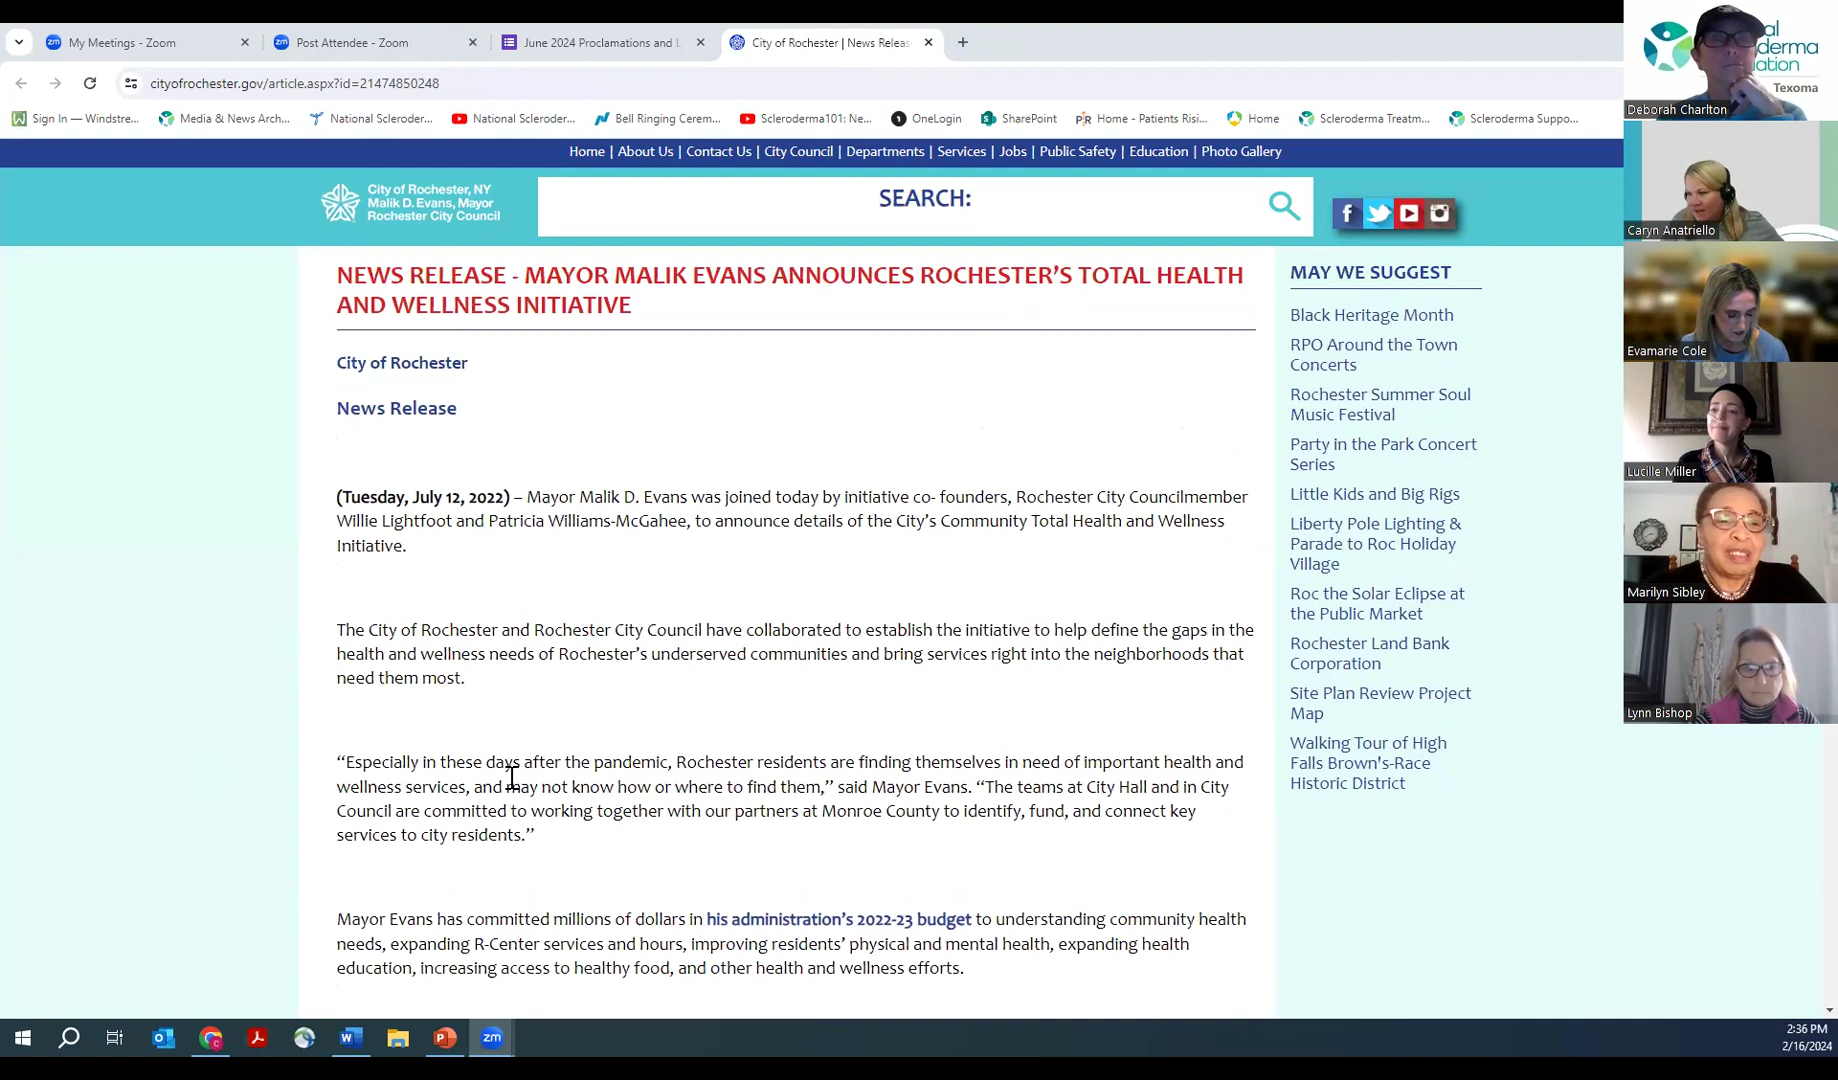 My Meetings - Zoom
Post Attendee - Zoom
June 2024 Proclamations and L
City of Rochester | News Releas
cityofrochester.gov/article.aspx?id=21474850248
Sign In — Windstre...
Media & News Arch...
National Scleroder...
National Scleroder...
Bell Ringing Cerem...
Scleroderma101: Ne...
OneLogin
SharePoint
Home - Patients Risi...
Home
Scleroderma Treatm...
Scleroderma Suppo...
Home | About Us | Contact Us | City Council | Departments | Services | Jobs | Public Safety | Education | Photo Gallery
City of Rochester, NY
Malik D. Evans, Mayor
Rochester City Council
SEARCH:
NEWS RELEASE - MAYOR MALIK EVANS ANNOUNCES ROCHESTER’S TOTAL HEALTH
AND WELLNESS INITIATIVE
City of Rochester
News Release
(Tuesday, July 12, 2022) – Mayor Malik D. Evans was joined today by initiative co- founders, Rochester City Councilmember
Willie Lightfoot and Patricia Williams-McGahee, to announce details of the City’s Community Total Health and Wellness
Initiative.
The City of Rochester and Rochester City Council have collaborated to establish the initiative to help define the gaps in the
health and wellness needs of Rochester’s underserved communities and bring services right into the neighborhoods that
need them most.
“Especially in these days after the pandemic, Rochester residents are finding themselves in need of important health and
wellness services, and may not know how or where to find them,” said Mayor Evans. “The teams at City Hall and in City
Council are committed to working together with our partners at Monroe County to identify, fund, and connect key
services to city residents.”
Mayor Evans has committed millions of dollars in his administration’s 2022-23 budget to understanding community health
needs, expanding R-Center services and hours, improving residents’ physical and mental health, expanding health
education, increasing access to healthy food, and other health and wellness efforts.
MAY WE SUGGEST
Black Heritage Month
RPO Around the Town
Concerts
Rochester Summer Soul
Music Festival
Party in the Park Concert
Series
Little Kids and Big Rigs
Liberty Pole Lighting &
Parade to Roc Holiday
Village
Roc the Solar Eclipse at
the Public Market
Rochester Land Bank
Corporation
Site Plan Review Project
Map
Walking Tour of High
Falls Brown's-Race
Historic District
al
derma
ation
Texoma
Deborah Charlton
Caryn Anatriello
Evamarie Cole
Lucille Miller
Marilyn Sibley
Lynn Bishop
2:36 PM
2/16/2024